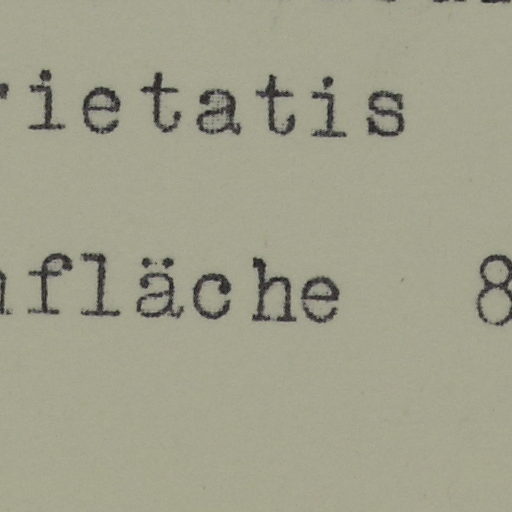 rietatis
nfläche 8